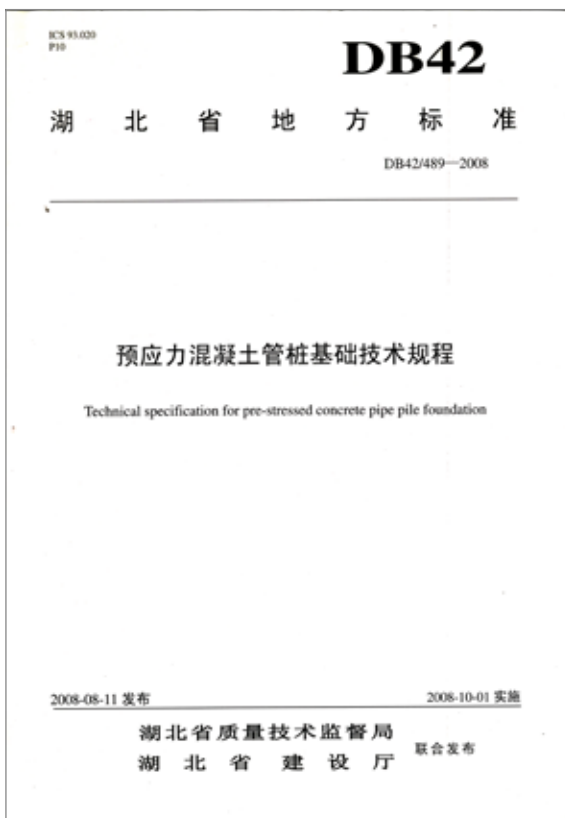 ICS 93.020
P10
DB42
湖北省地方标准
DB42/489—2008
预应力混凝土管桩基础技术规程
Technical specification for pre-stressed concrete pipe pile foundation
2008-08-11 发布
2008-10-01 实施
湖北省质量技术监督局
湖北省建设厅
联合发布